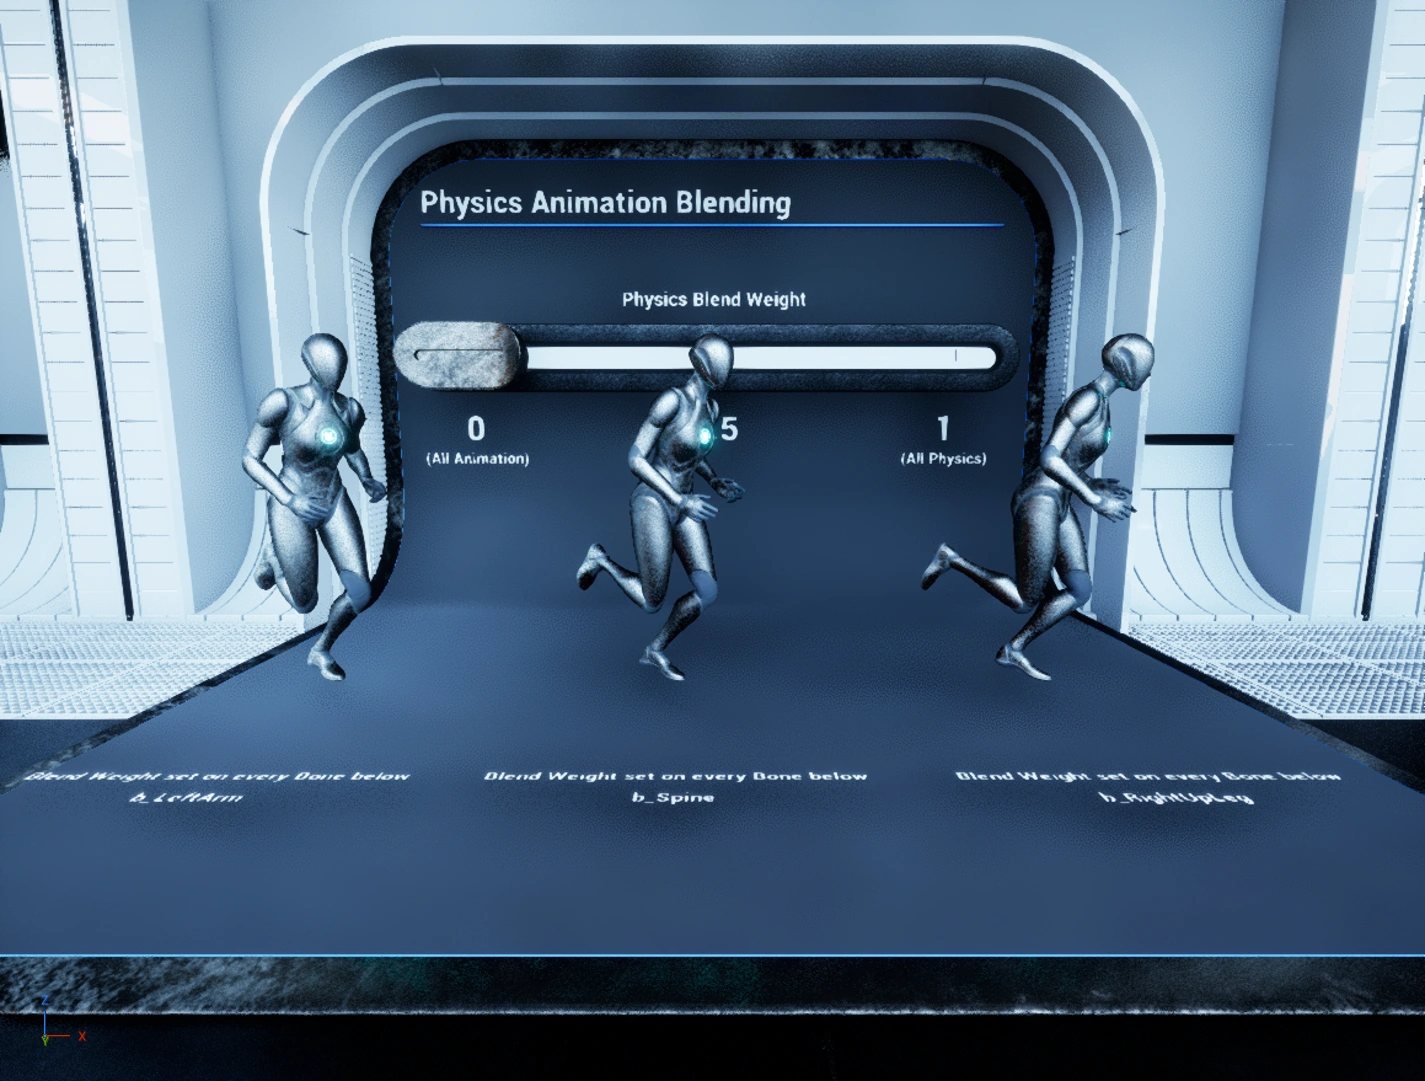 Physics Animation Blending
Physics Blend Weight
0
5
1
(All Animation)
(All Physics)
Blend Weight set on every Bone below
b_LeftArm
Blend Weight set on every Bone below
b_Spine
Blend Weight set on every Bone below
b_RightUpLeg
Z
X
Y